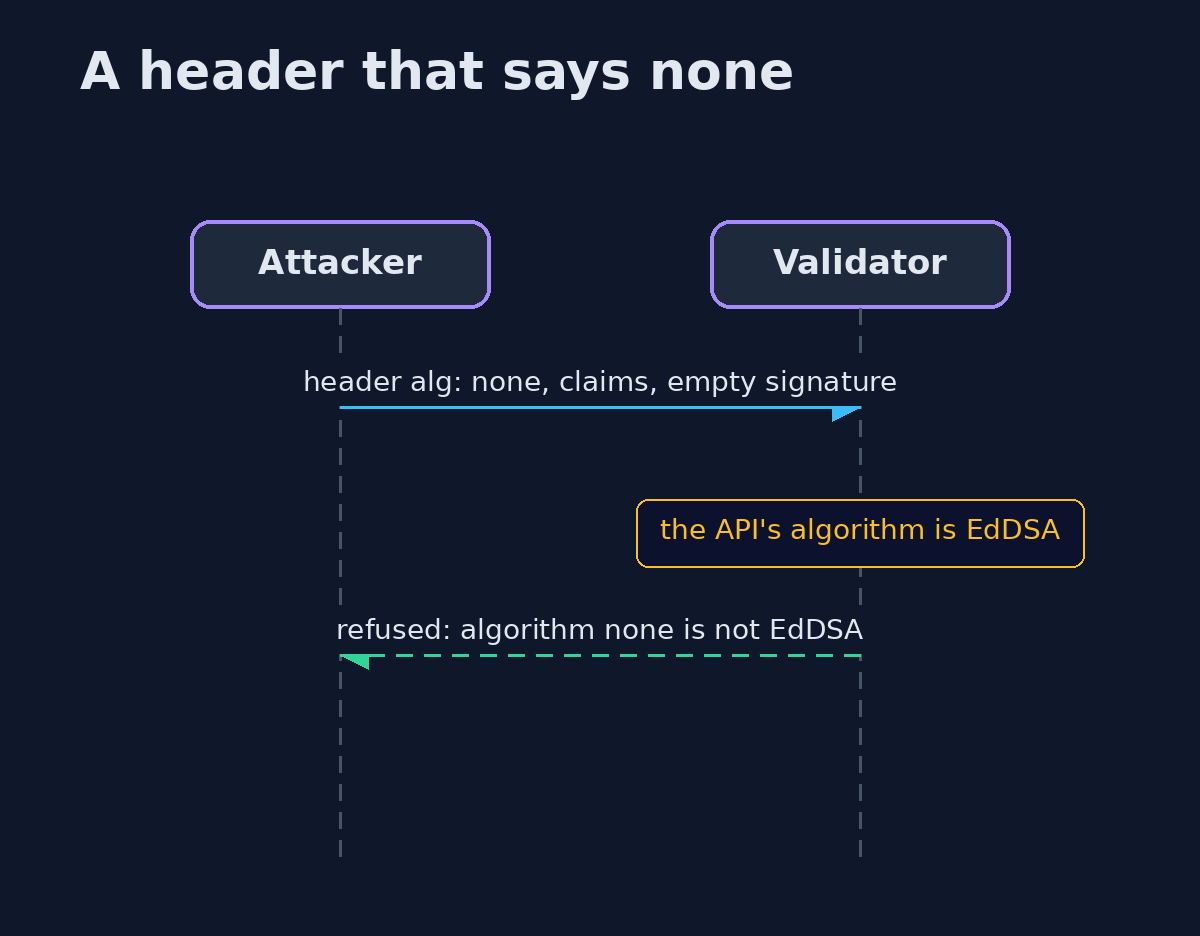 A header that says none
Attacker
Validator
header alg: none, claims, empty signature
the API's algorithm is EdDSA
refused: algorithm none is not EdDSA